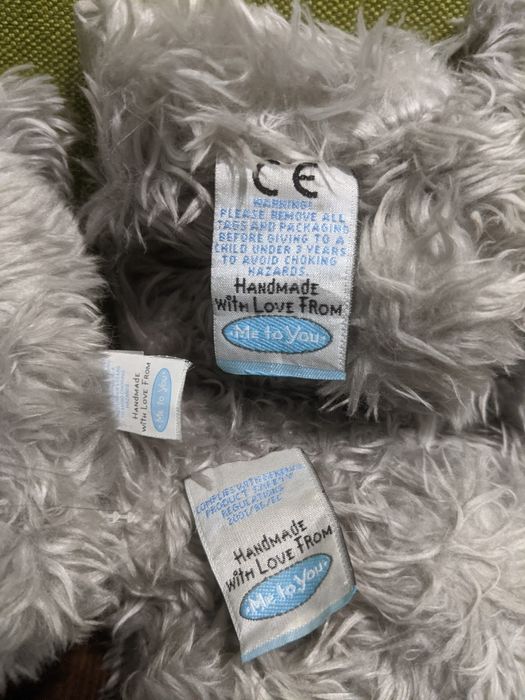 CE
WARNING!
PLEASE REMOVE ALL
TAGS AND PACKAGING
BEFORE GIVING TO A
CHILD UNDER 3 YEARS
TO AVOID CHOKING
HAZARDS.
HANDMADE
WITH LOVE FROM
Me to You
HANDMADE
WITH LOVE FROM
Me to You
COMPLIES WITH GENERAL
PRODUCT SAFETY
REGULATIONS
2001/95/EC
HANDMADE
WITH LOVE FROM
Me to You